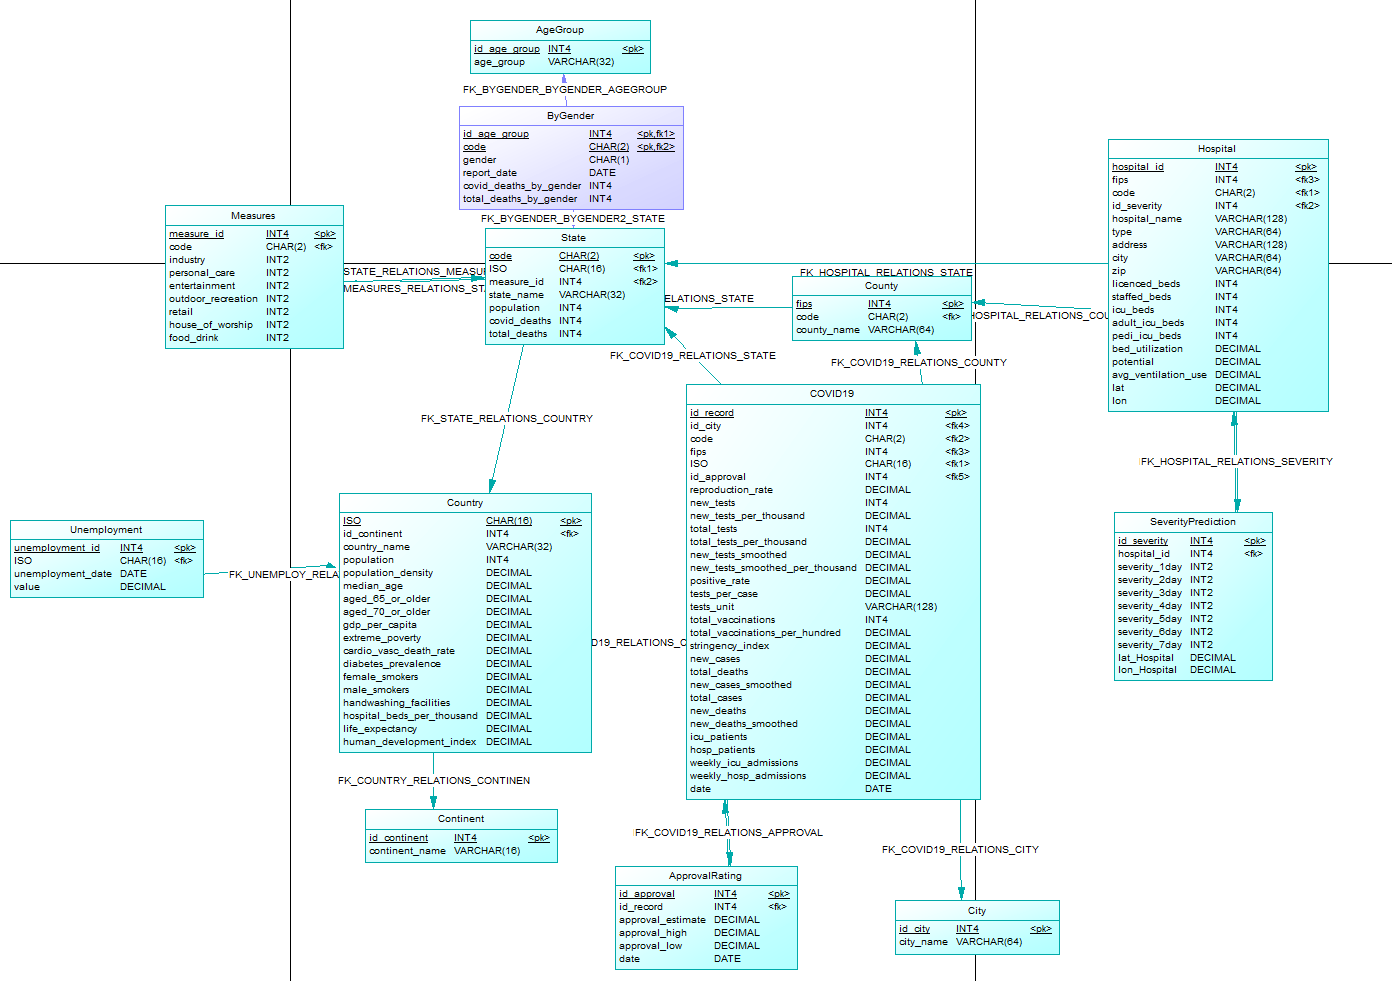 AgeGroup
id_age_group INT4 <pk>
age_group VARCHAR(32)
FK_BYGENDER_BYGENDER_AGEGROUP
ByGender
id_age_group INT4 <pk,fk1>
code CHAR(2) <pk,fk2>
gender CHAR(1)
report_date DATE
covid_deaths_by_gender INT4
total_deaths_by_gender INT4
FK_BYGENDER_BYGENDER2_STATE
Measures
measure_id INT4 <pk>
code CHAR(2) <fk>
industry INT2
personal_care INT2
entertainment INT2
outdoor_recreation INT2
retail INT2
house_of_worship INT2
food_drink INT2
STATE_RELATIONS_MEASU
MEASURES_RELATIONS_STA
State
code CHAR(2) <pk>
ISO CHAR(16) <fk1>
measure_id INT4 <fk2>
state_name VARCHAR(32)
population INT4
covid_deaths INT4
total_deaths INT4
FK_HOSPITAL_RELATIONS_STATE
ELATIONS_STATE
County
fips INT4 <pk>
code CHAR(2) <fk>
county_name VARCHAR(64)
HOSPITAL_RELATIONS_COU
Hospital
hospital_id INT4 <pk>
fips INT4 <fk3>
code CHAR(2) <fk1>
id_severity INT4 <fk2>
hospital_name VARCHAR(128)
type VARCHAR(64)
address VARCHAR(128)
city VARCHAR(64)
zip VARCHAR(64)
licenced_beds INT4
staffed_beds INT4
icu_beds INT4
adult_icu_beds INT4
pedi_icu_beds INT4
bed_utilization DECIMAL
potential DECIMAL
avg_ventilation_use DECIMAL
lat DECIMAL
lon DECIMAL
FK_COVID19_RELATIONS_STATE
FK_COVID19_RELATIONS_COUNTY
FK_STATE_RELATIONS_COUNTRY
FK_HOSPITAL_RELATIONS_SEVERITY
COVID19
id_record INT4 <pk>
id_city INT4 <fk4>
code CHAR(2) <fk2>
fips INT4 <fk3>
ISO CHAR(16) <fk1>
id_approval INT4 <fk5>
reproduction_rate DECIMAL
new_tests INT4
new_tests_per_thousand DECIMAL
total_tests INT4
total_tests_per_thousand DECIMAL
new_tests_smoothed DECIMAL
new_tests_smoothed_per_thousand DECIMAL
positive_rate DECIMAL
tests_per_case DECIMAL
tests_unit VARCHAR(128)
total_vaccinations INT4
total_vaccinations_per_hundred DECIMAL
stringency_index DECIMAL
new_cases DECIMAL
total_deaths DECIMAL
new_cases_smoothed DECIMAL
total_cases DECIMAL
new_deaths DECIMAL
new_deaths_smoothed DECIMAL
icu_patients DECIMAL
hosp_patients DECIMAL
weekly_icu_admissions DECIMAL
weekly_hosp_admissions DECIMAL
date DATE
Unemployment
unemployment_id INT4 <pk>
ISO CHAR(16) <fk>
unemployment_date DATE
value DECIMAL
FK_UNEMPLOY_RELA
Country
ISO CHAR(16) <pk>
id_continent INT4 <fk>
country_name VARCHAR(32)
population INT4
population_density DECIMAL
median_age DECIMAL
aged_65_or_older DECIMAL
aged_70_or_older DECIMAL
gdp_per_capita DECIMAL
extreme_poverty DECIMAL
cardio_vasc_death_rate DECIMAL
diabetes_prevalence DECIMAL
female_smokers DECIMAL
male_smokers DECIMAL
handwashing_facilities DECIMAL
hospital_beds_per_thousand DECIMAL
life_expectancy DECIMAL
human_development_index DECIMAL
D19_RELATIONS_C
SeverityPrediction
id_severity INT4 <pk>
hospital_id INT4 <fk>
severity_1day INT2
severity_2day INT2
severity_3day INT2
severity_4day INT2
severity_5day INT2
severity_6day INT2
severity_7day INT2
lat_Hospital DECIMAL
lon_Hospital DECIMAL
FK_COUNTRY_RELATIONS_CONTINEN
Continent
id_continent INT4 <pk>
continent_name VARCHAR(16)
FK_COVID19_RELATIONS_APPROVAL
FK_COVID19_RELATIONS_CITY
ApprovalRating
id_approval INT4 <pk>
id_record INT4 <fk>
approval_estimate DECIMAL
approval_high DECIMAL
approval_low DECIMAL
date DATE
City
id_city INT4 <pk>
city_name VARCHAR(64)